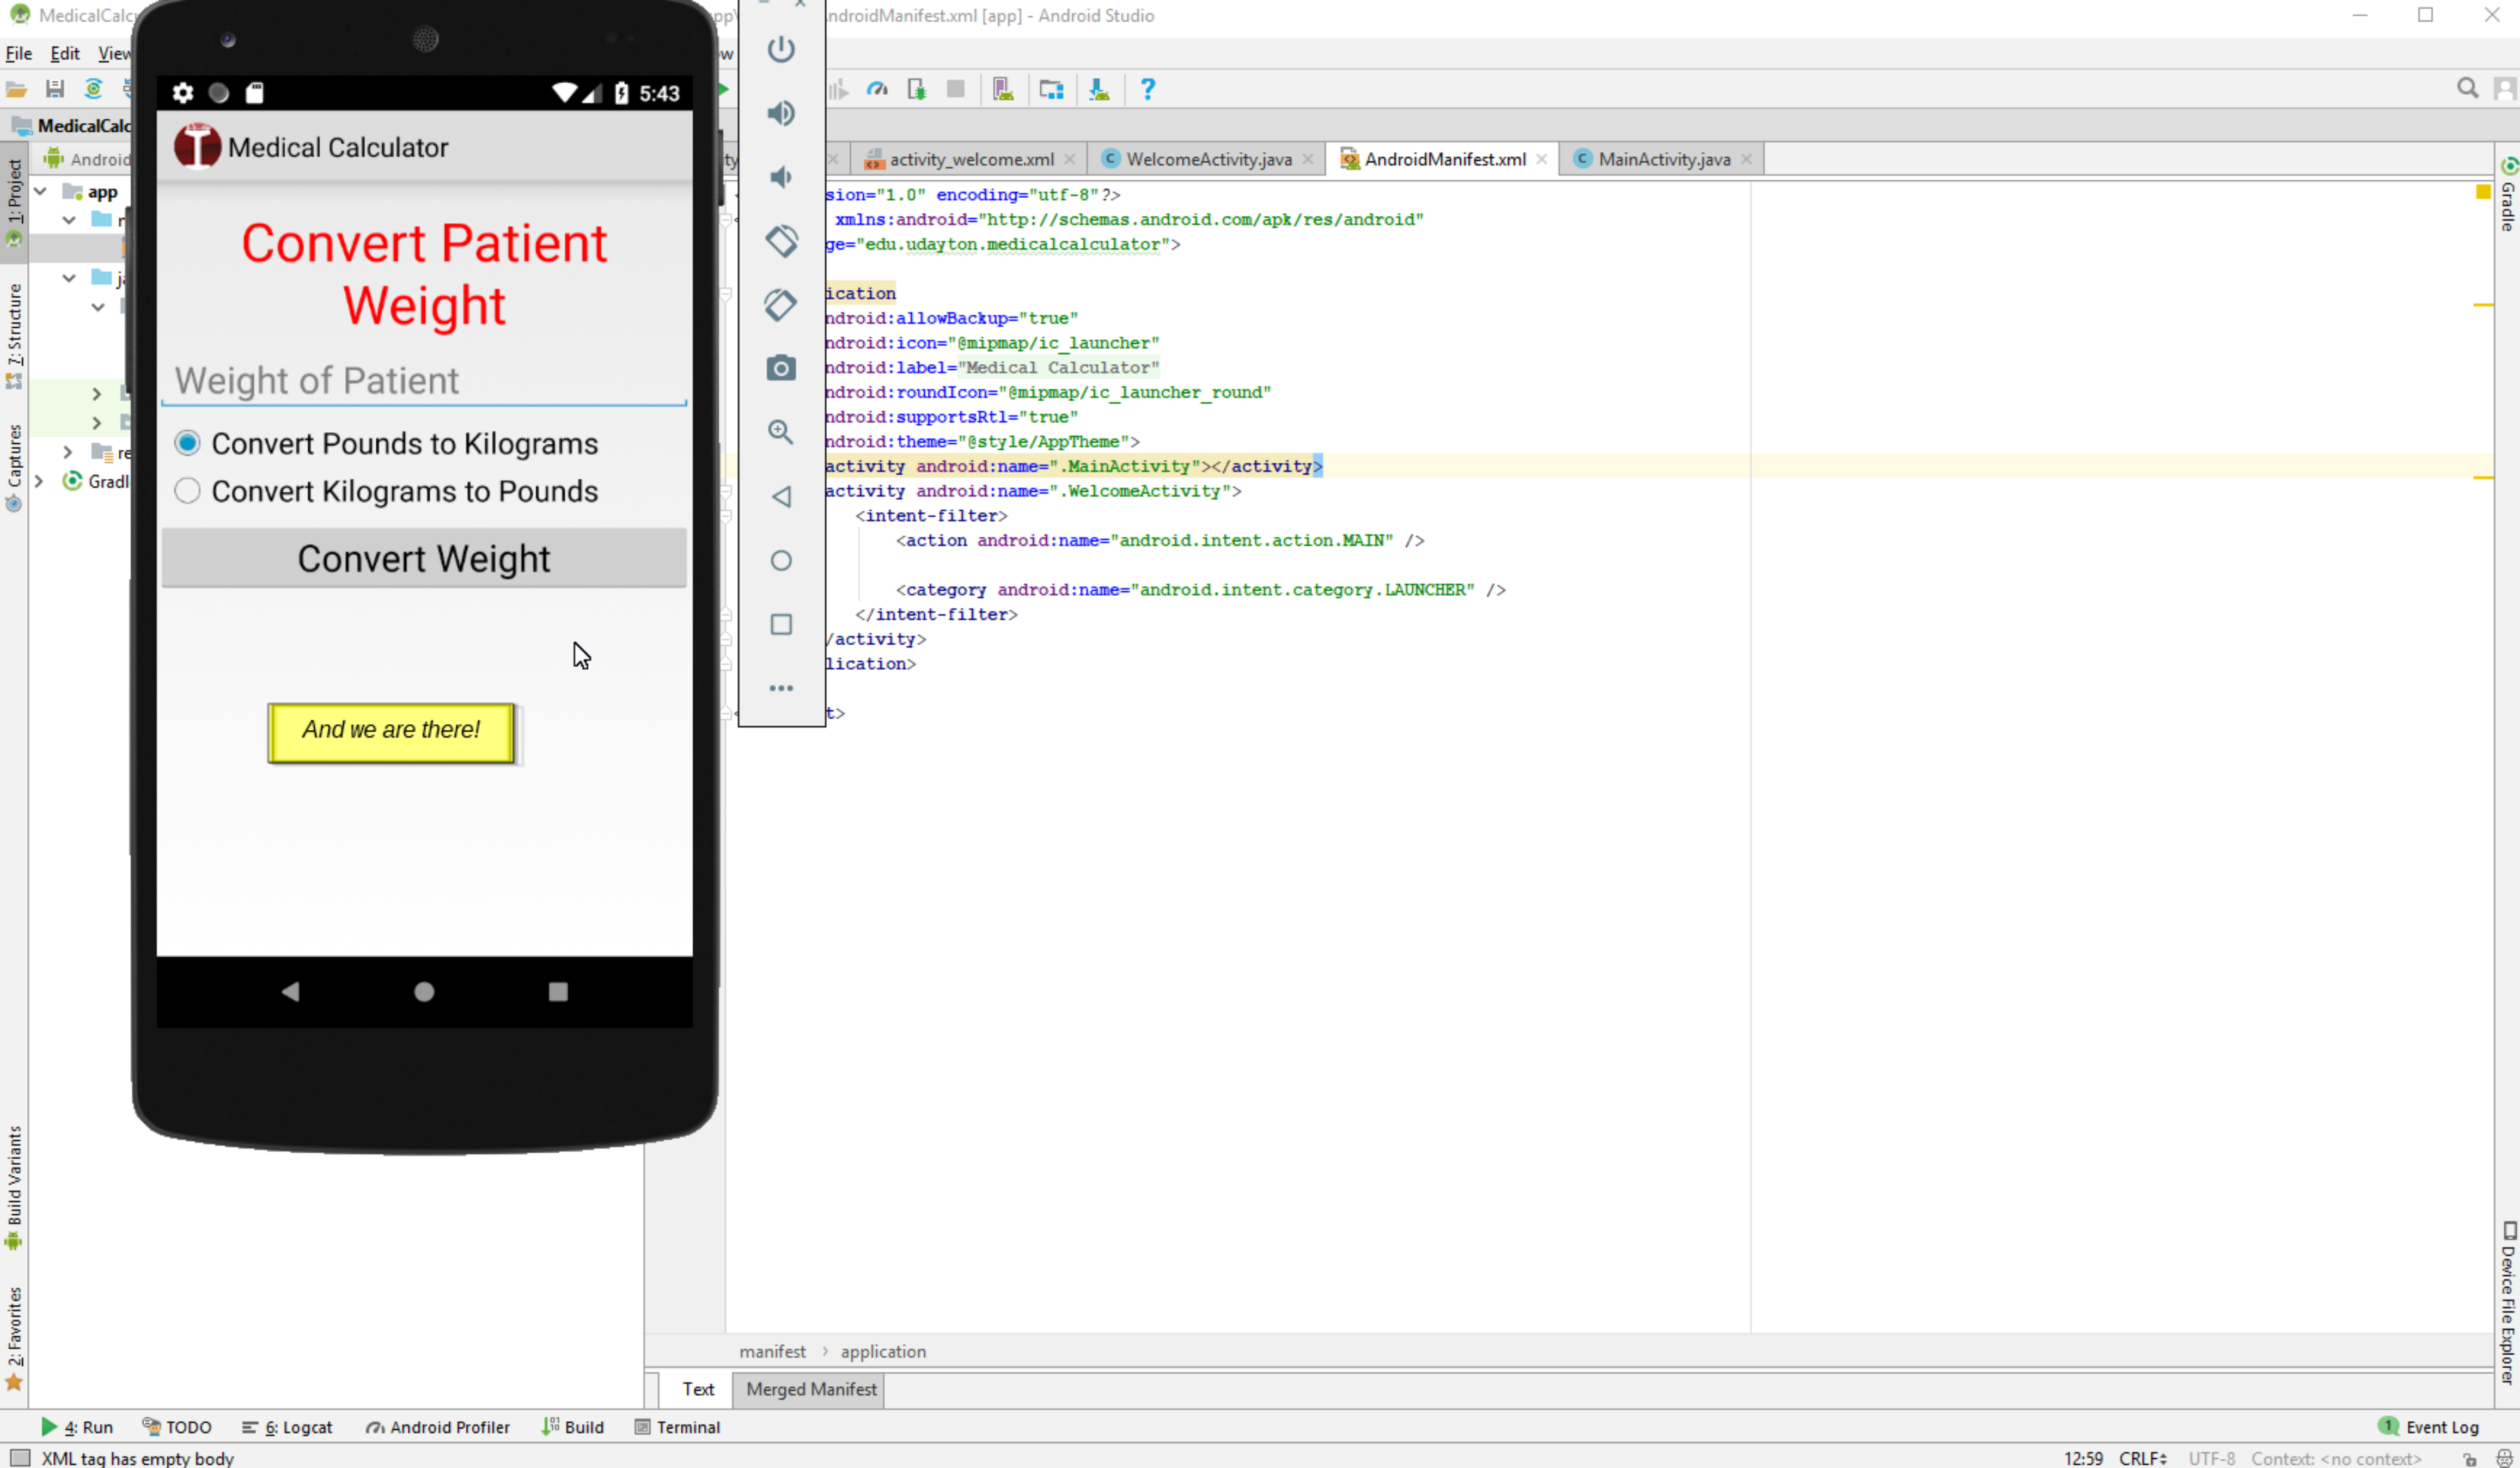 MedicalCalc
AndroidManifest.xml [app] - Android Studio
File Edit View
5:43
MedicalCalc
Medical Calculator
Android
activity_welcome.xml
WelcomeActivity.java
AndroidManifest.xml
MainActivity.java
app
Convert Patient
Weight
Weight of Patient
Convert Pounds to Kilograms
Convert Kilograms to Pounds
Convert Weight
And we are there!
sion="1.0" encoding="utf-8"?>
xmlns:android="http://schemas.android.com/apk/res/android"
ge="edu.udayton.medicalcalculator">
ication
ndroid:allowBackup="true"
ndroid:icon="@mipmap/ic_launcher"
ndroid:label="Medical Calculator"
ndroid:roundIcon="@mipmap/ic_launcher_round"
ndroid:supportsRtl="true"
ndroid:theme="@style/AppTheme">
activity android:name=".MainActivity"></activity>
activity android:name=".WelcomeActivity">
<intent-filter>
<action android:name="android.intent.action.MAIN" />
<category android:name="android.intent.category.LAUNCHER" />
</intent-filter>
/activity>
lication>
t>
1: Project
7: Structure
Captures
Build Variants
2: Favorites
Gradl
Gradle
Device File Explorer
manifest > application
Text Merged Manifest
4: Run TODO 6: Logcat Android Profiler Build Terminal
1 Event Log
XML tag has empty body
12:59 CRLF UTF-8 Context: <no context>